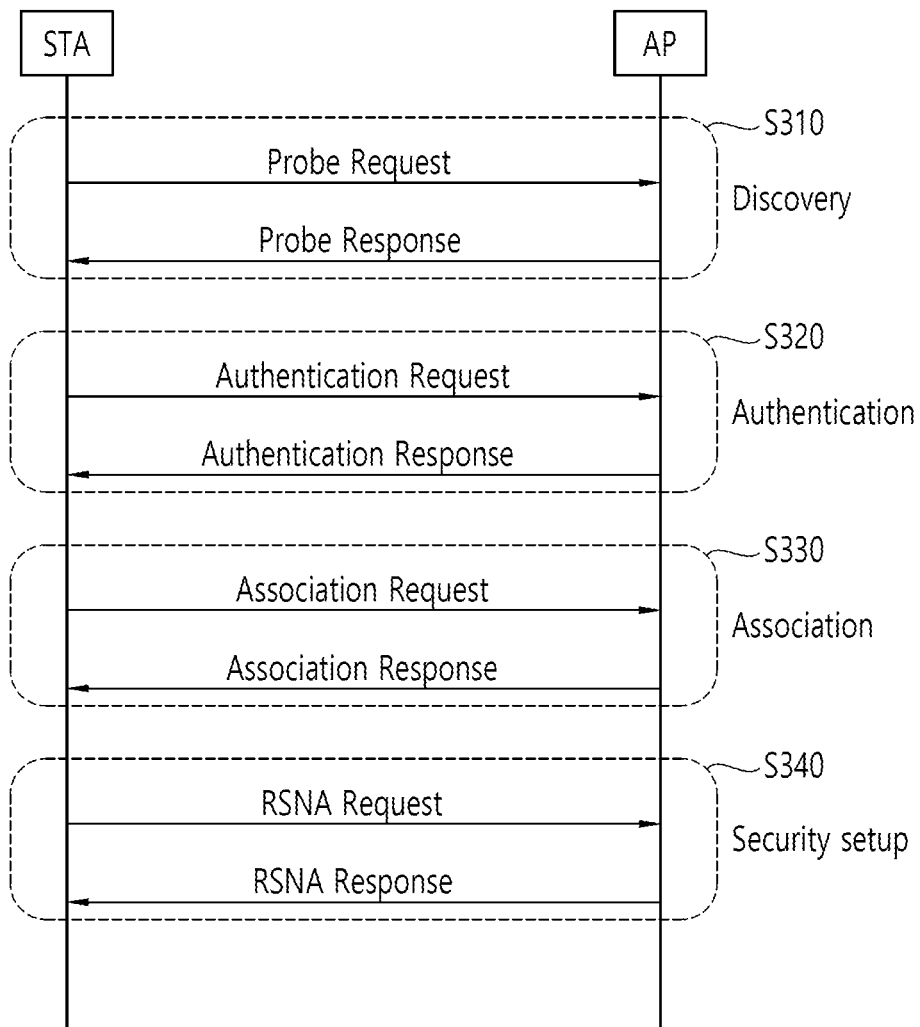 STA
AP
S310
Probe Request
Discovery
Probe Response
S320
Authentication Request
Authentication
Authentication Response
S330
Association Request
Association
Association Response
S340
RSNA Request
Security setup
RSNA Response